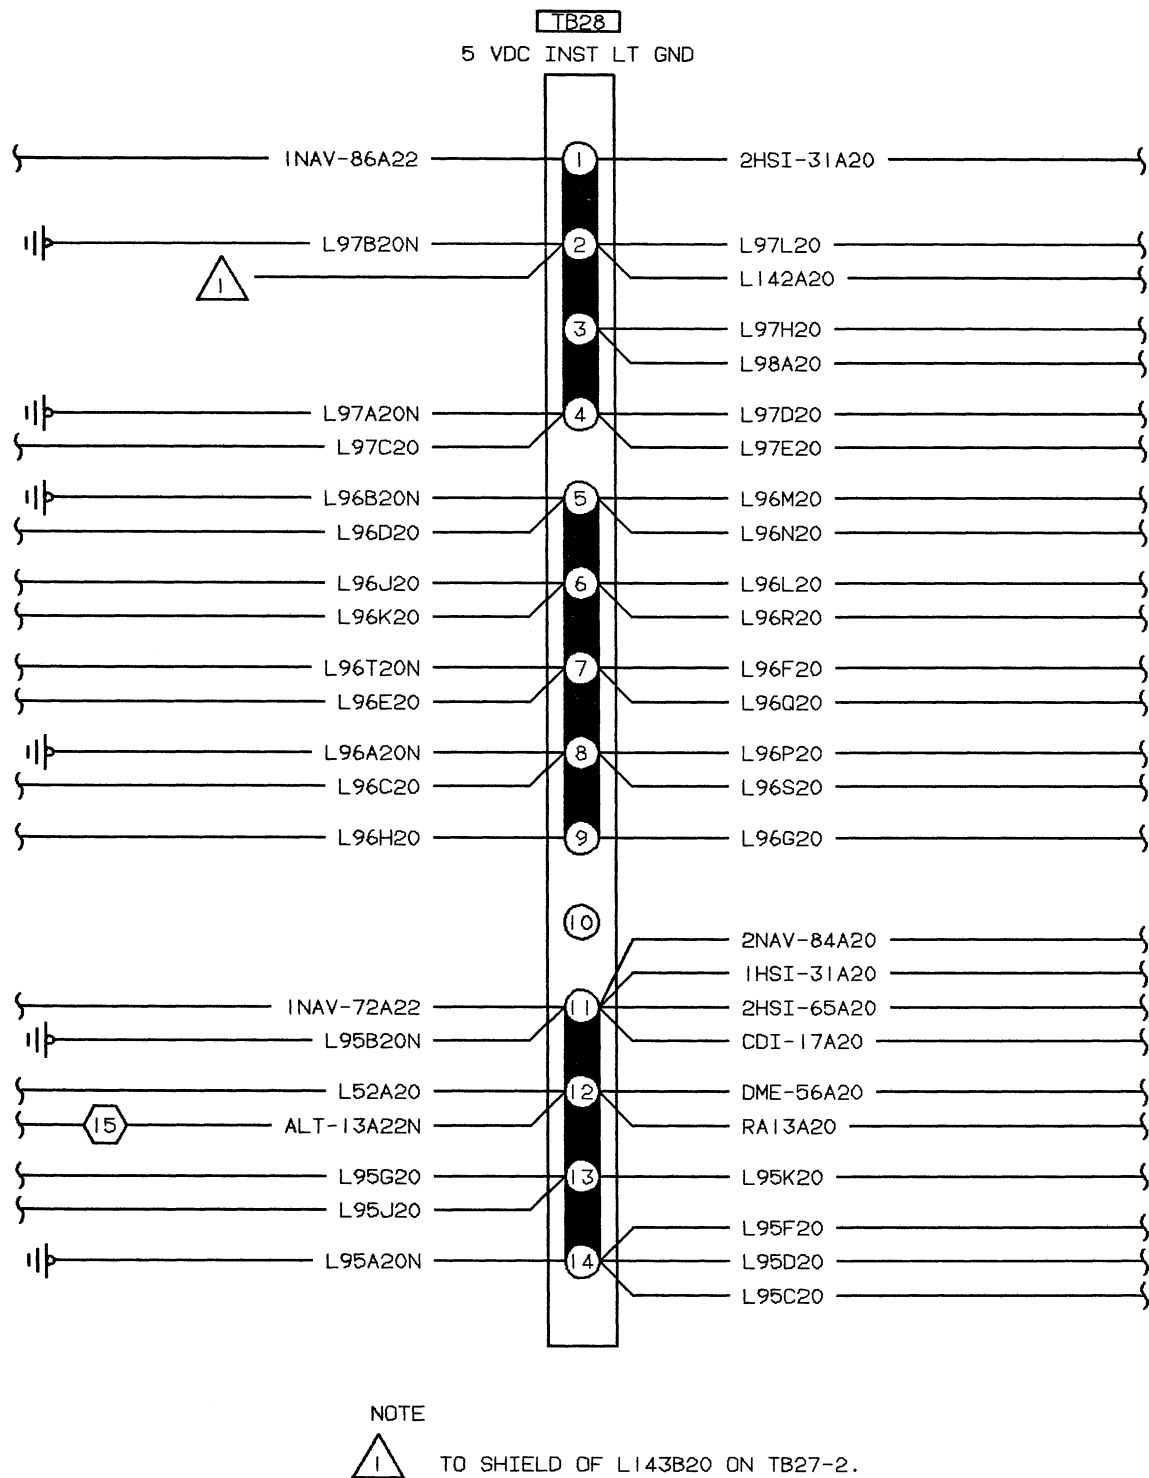 TB28
5 VDC INST LT GND
1NAV-86A22 1 2HSI-31A20
L97B20N 2 L97L20
1 L142A20
3 L97H20
L98A20
L97A20N 4 L97D20
L97C20 L97E20
L96B20N 5 L96M20
L96D20 L96N20
L96J20 6 L96L20
L96K20 L96R20
L96T20N 7 L96F20
L96E20 L96Q20
L96A20N 8 L96P20
L96C20 L96S20
L96H20 9 L96G20
10
2NAV-84A20
1HSI-31A20
1NAV-72A22 11 2HSI-65A20
L95B20N CDI-17A20
L52A20 12 DME-56A20
15 ALT-13A22N RA13A20
L95G20 13 L95K20
L95J20
L95F20
L95A20N 14 L95D20
L95C20
NOTE
1 TO SHIELD OF L143B20 ON TB27-2.